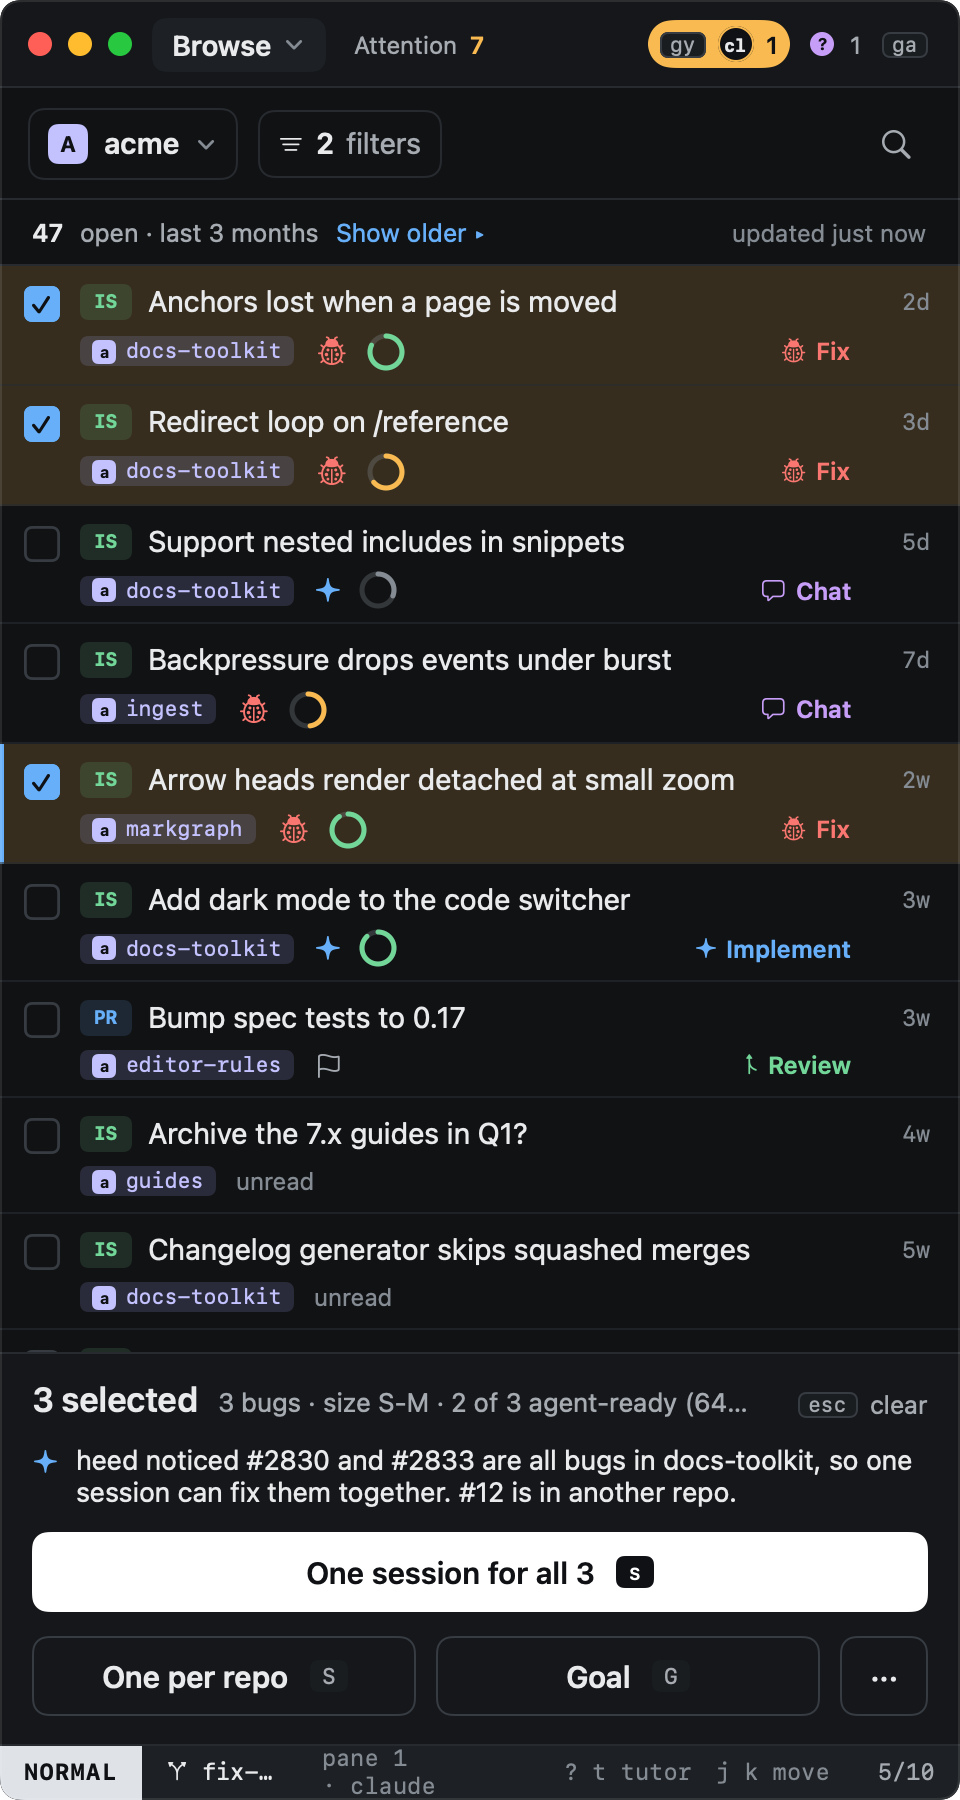 Browse Attention 7 gy cl 1 ? 1 ga
A acme 2 filters
47 open · last 3 months Show older ▸ updated just now
IS Anchors lost when a page is moved 2d
a docs-toolkit Fix
IS Redirect loop on /reference 3d
a docs-toolkit Fix
IS Support nested includes in snippets 5d
a docs-toolkit Chat
IS Backpressure drops events under burst 7d
a ingest Chat
IS Arrow heads render detached at small zoom 2w
a markgraph Fix
IS Add dark mode to the code switcher 3w
a docs-toolkit Implement
PR Bump spec tests to 0.17 3w
a editor-rules Review
IS Archive the 7.x guides in Q1? 4w
a guides unread
IS Changelog generator skips squashed merges 5w
a docs-toolkit unread
3 selected 3 bugs · size S-M · 2 of 3 agent-ready (64… esc clear
heed noticed #2830 and #2833 are all bugs in docs-toolkit, so one
session can fix them together. #12 is in another repo.
One session for all 3 s
One per repo S Goal G ···
NORMAL fix-… pane 1 · claude ? t tutor j k move 5/10